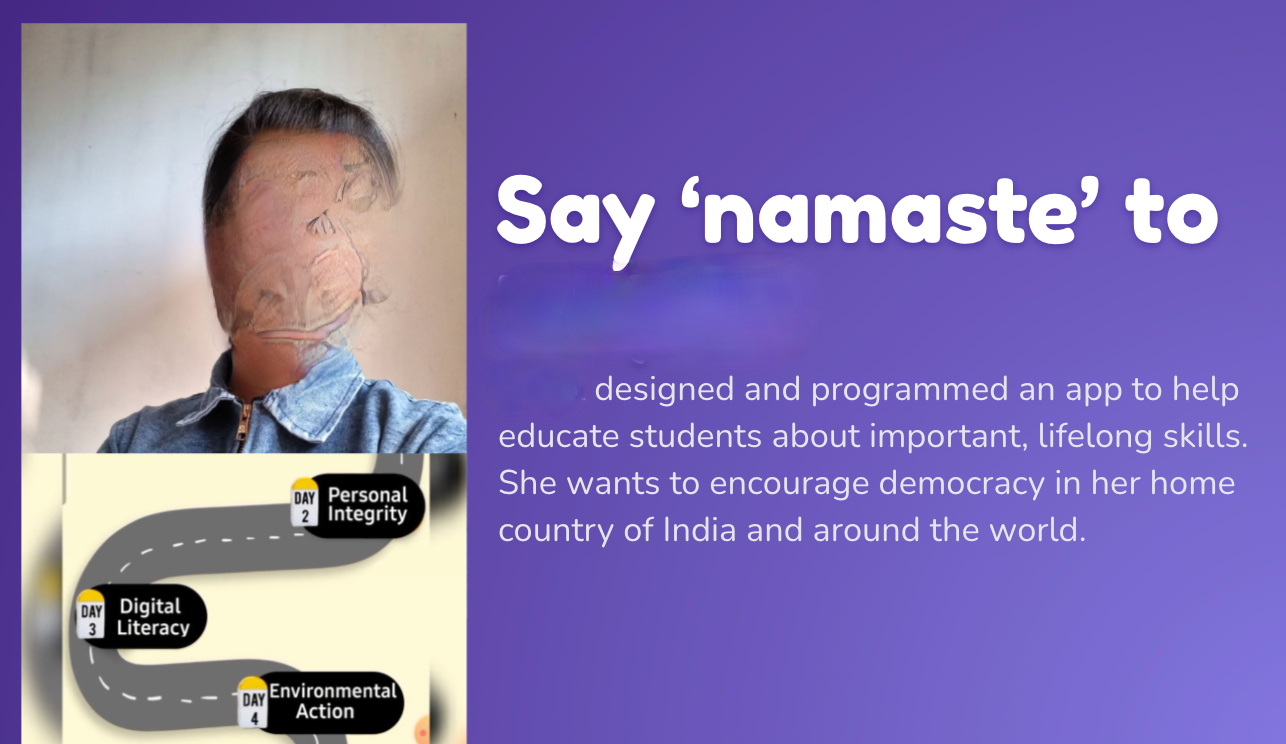 Say ‘namaste’ to
designed and programmed an app to help
educate students about important, lifelong skills.
She wants to encourage democracy in her home
country of India and around the world.
DAY
2
Personal
Integrity
DAY
3
Digital
Literacy
DAY
4
Environmental
Action